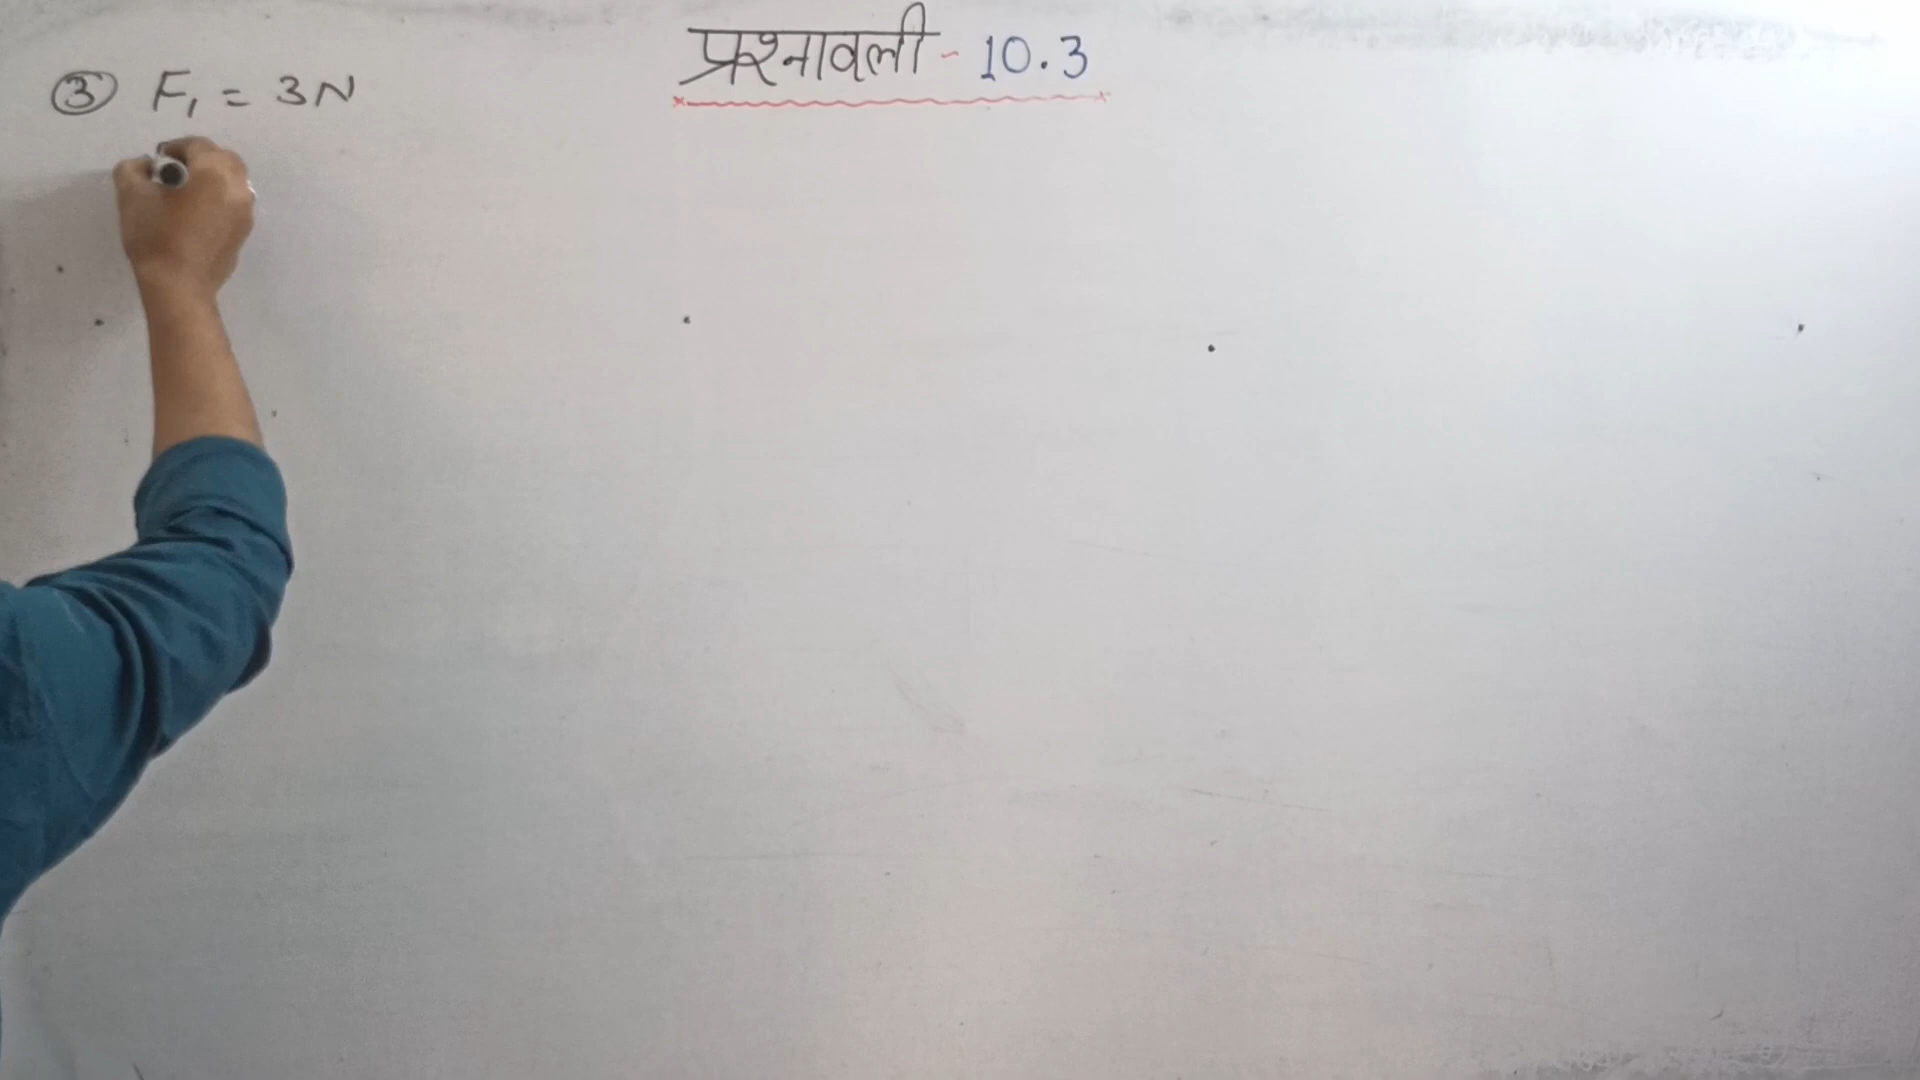 प्रश्नावली - 10.3
③ F₁ = 3N